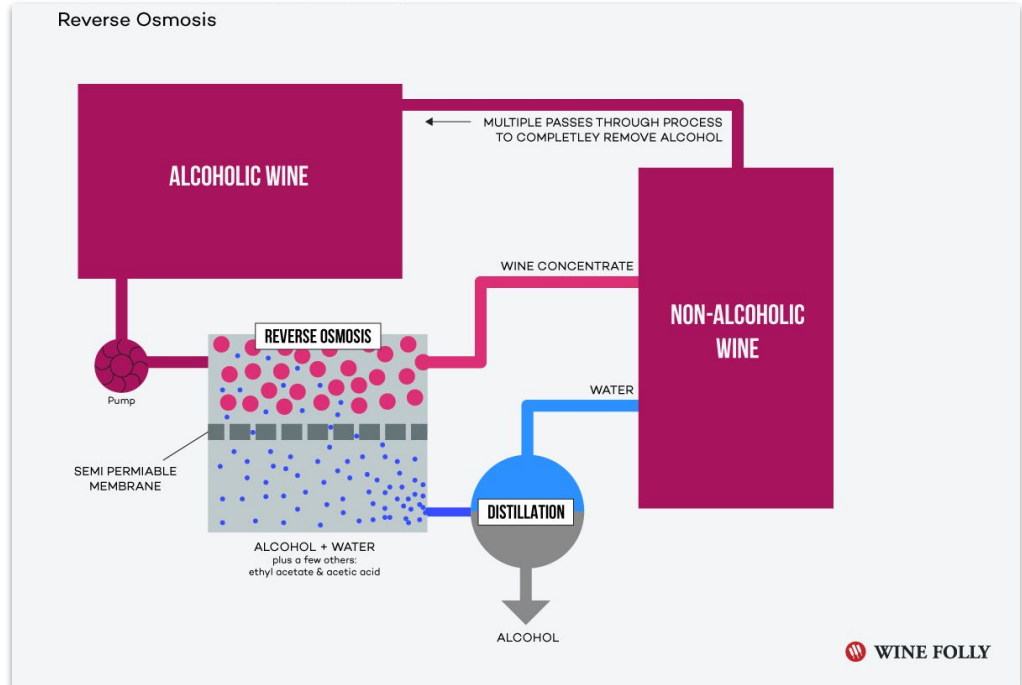 Reverse Osmosis
MULTIPLE PASSES THROUGH PROCESS
TO COMPLETLEY REMOVE ALCOHOL
ALCOHOLIC WINE
WINE CONCENTRATE
NON-ALCOHOLIC
WINE
REVERSE OSMOSIS
Pump
WATER
SEMI PERMIABLE
MEMBRANE
DISTILLATION
ALCOHOL + WATER
plus a few others:
ethyl acetate & acetic acid
ALCOHOL
WINE FOLLY